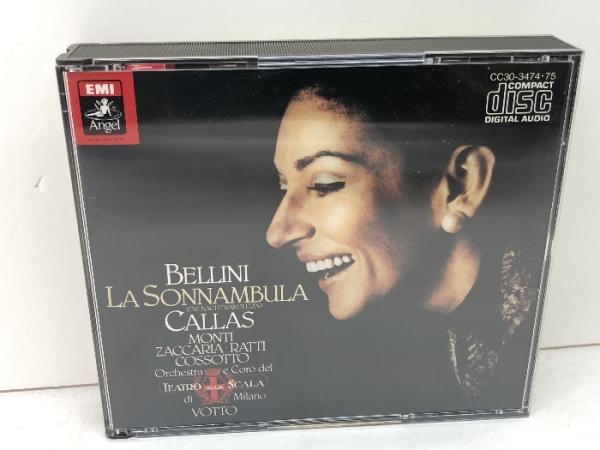 EMI
Angel
CC30-3474·75
COMPACT
disc
DIGITAL AUDIO
BELLINI
LA SONNAMBULA
CALLAS
MONTI
ZACCARIA · RATTI
COSSOTTO
Orchestra e Coro del
TEATRO ALLA SCALA
di Milano
VOTTO